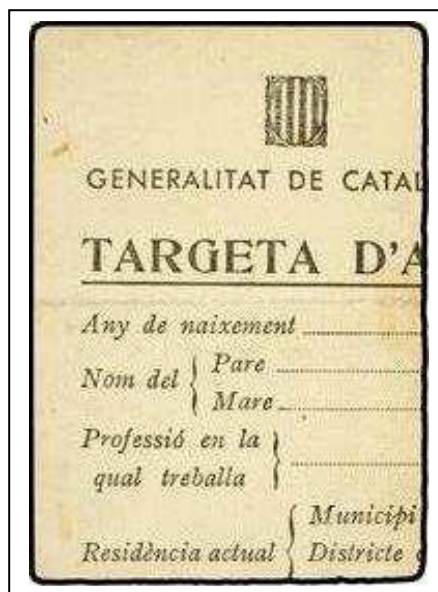 GENERALITAT DE CATAL
TARGETA D'A
Any de naixement
Nom del { Pare
Mare
Professió en la
qual treballa
Municipi
Residència actual { Districte